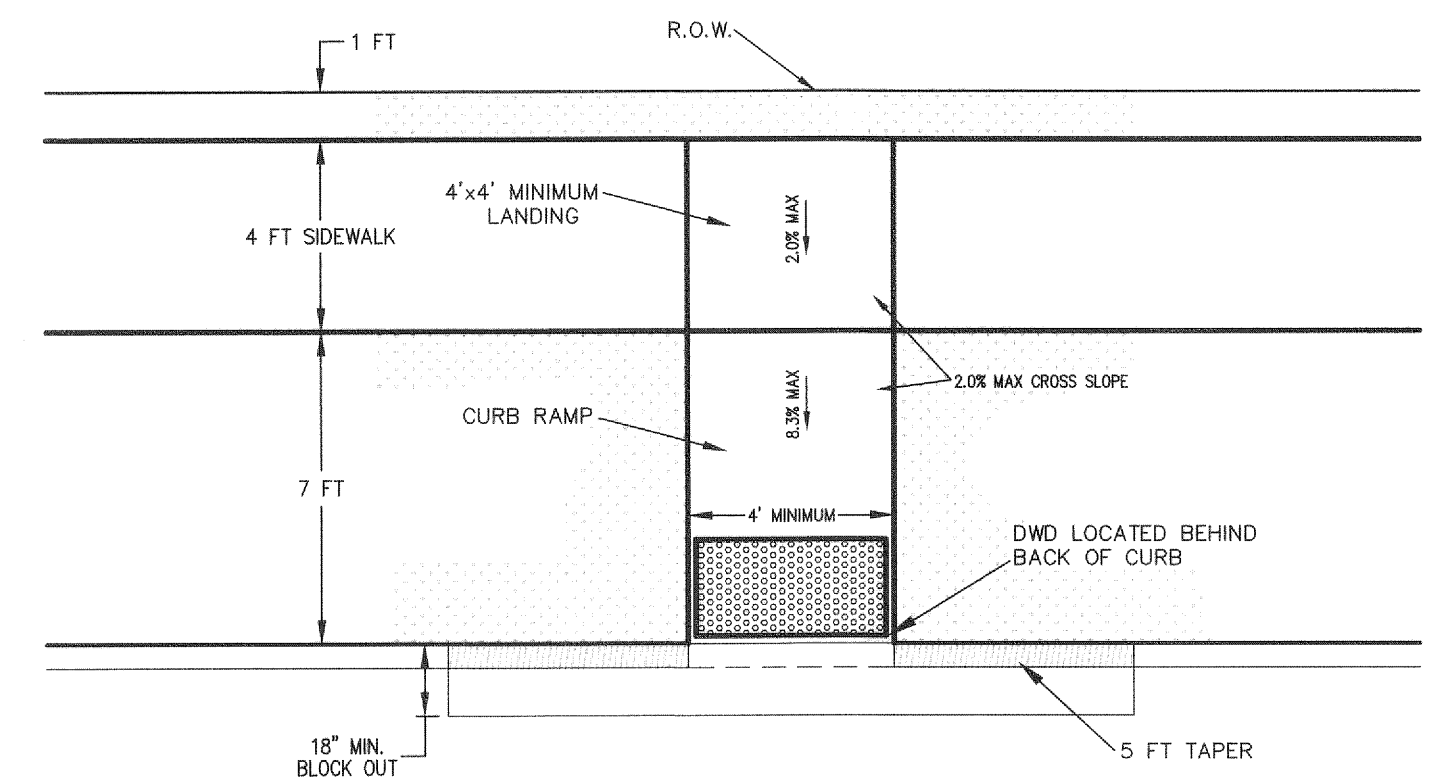 1 FT
R.O.W.
4'x4' MINIMUM
LANDING
2.0% MAX
4 FT SIDEWALK
2.0% MAX CROSS SLOPE
8.3% MAX
CURB RAMP
7 FT
4' MINIMUM
DWD LOCATED BEHIND
BACK OF CURB
18" MIN.
BLOCK OUT
5 FT TAPER